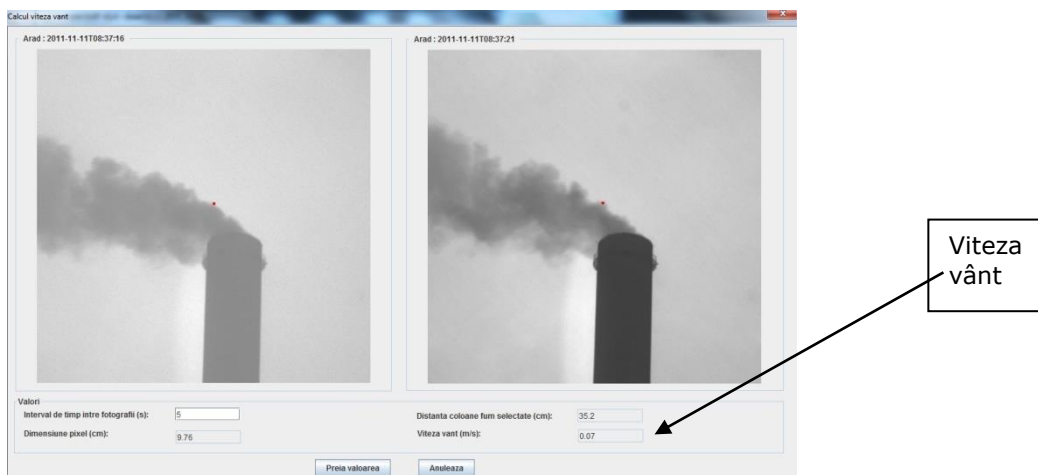 Calcul viteza vant
Arad : 2011-11-11T08:37:16
Arad : 2011-11-11T08:37:21
Valori
Interval de timp intre fotografii (s): 5
Dimensiune pixel (cm): 9.76
Distanta coloane fum selectate (cm): 35.2
Viteza vant (m/s): 0.07
Preia valoarea
Anuleaza
Viteza
vânt